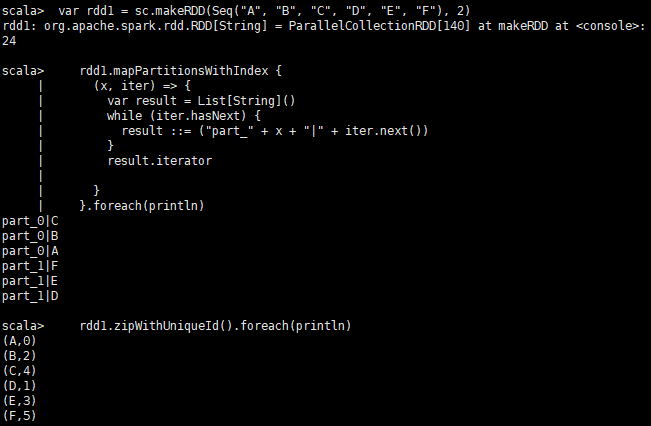 scala>  var rdd1 = sc.makeRDD(Seq("A", "B", "C", "D", "E", "F"), 2)
rdd1: org.apache.spark.rdd.RDD[String] = ParallelCollectionRDD[140] at makeRDD at <console>:
24
scala>     rdd1.mapPartitionsWithIndex {
     |       (x, iter) => {
     |         var result = List[String]()
     |         while (iter.hasNext) {
     |           result ::= ("part_" + x + "|" + iter.next())
     |         }
     |         result.iterator
     |
     |       }
     |     }.foreach(println)
part_0|C
part_0|B
part_0|A
part_1|F
part_1|E
part_1|D
scala>     rdd1.zipWithUniqueId().foreach(println)
(A,0)
(B,2)
(C,4)
(D,1)
(E,3)
(F,5)